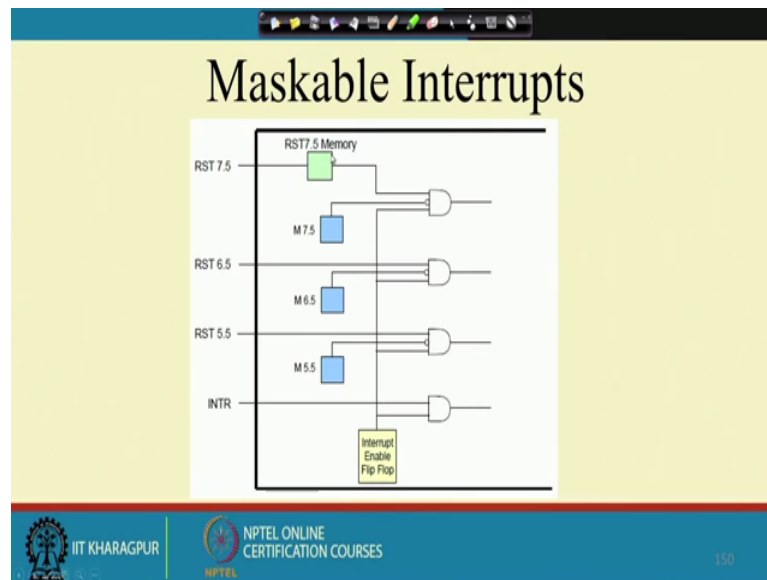 Maskable Interrupts
RST7.5 Memory
RST 7.5
M 7.5
RST 6.5
M 6.5
RST 5.5
M 5.5
INTR
Interrupt
Enable
Flip Flop
IIT KHARAGPUR
NPTEL
NPTEL ONLINE
CERTIFICATION COURSES
150